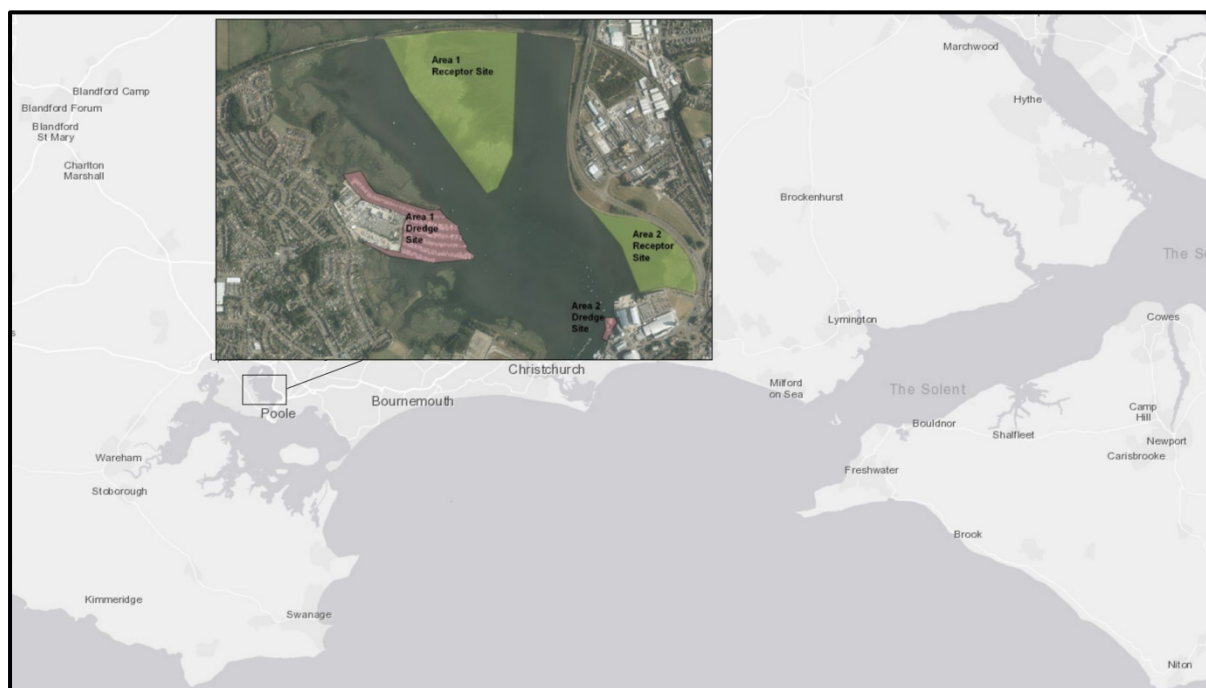 Area 1
Receptor Site
Area 1
Dredge
Site
Area 2
Receptor
Site
Area 2
Dredge
Site
Marchwood
Hythe
Blandford Camp
Blandford Forum
Blandford
St Mary
Charlton
Marshall
Brockenhurst
The So
Lymington
Cowes
Christchurch
Milford
on Sea
The Solent
Bournemouth
Poole
Camp
Hill
Bouldnor
Shalfleet
Newport
Carisbrooke
Wareham
Freshwater
Stoborough
Brook
Kimmeridge
Swanage
Niton